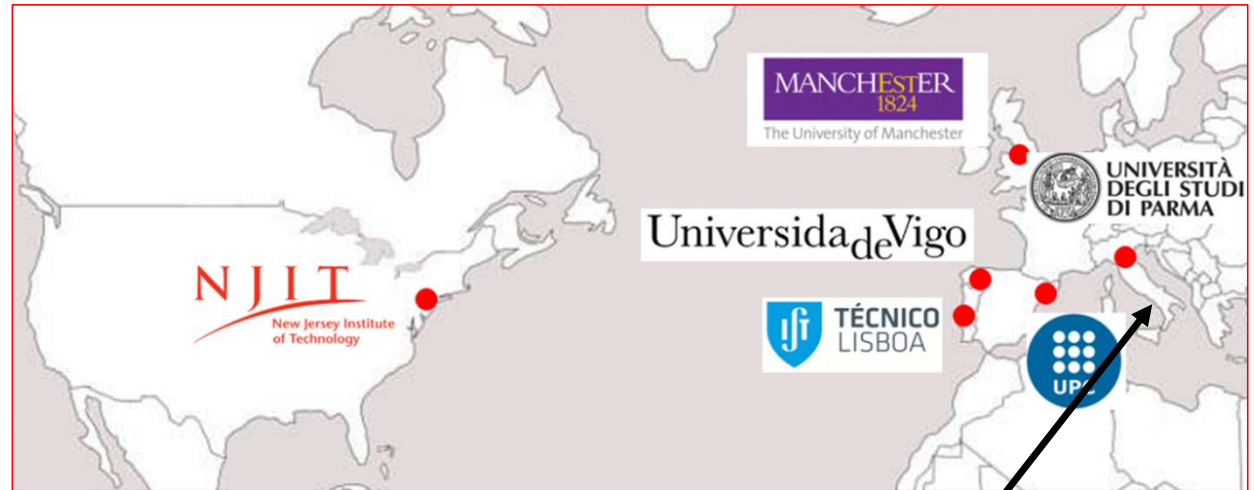 MANCHESTER
1824
The University of Manchester
UNIVERSITÀ
DEGLI STUDI
DI PARMA
UniversidadeVigo
NJIT
New Jersey Institute
of Technology
TÉCNICO
LISBOA
UPC